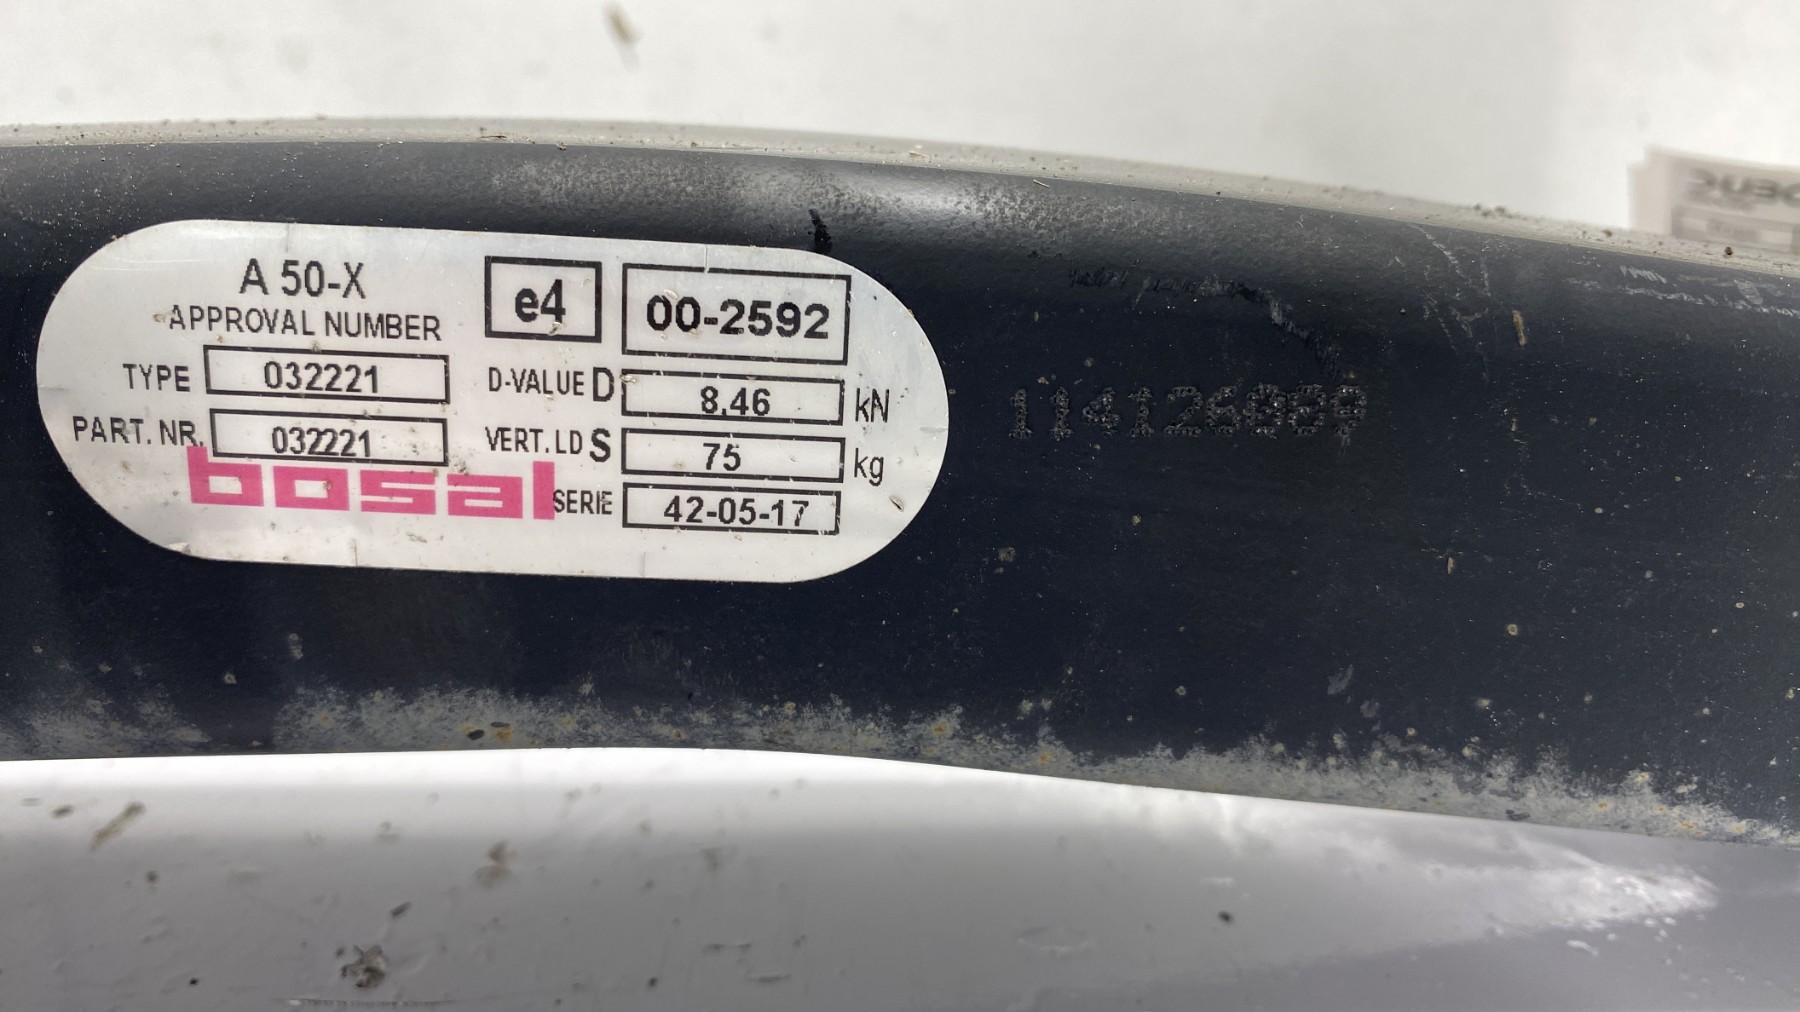 A 50-X
APPROVAL NUMBER
e4
00-2592
TYPE 032221
D-VALUE D 8.46 kN
PART. NR. 032221
VERT. LD S 75 kg
bosal
SERIE 42-05-17